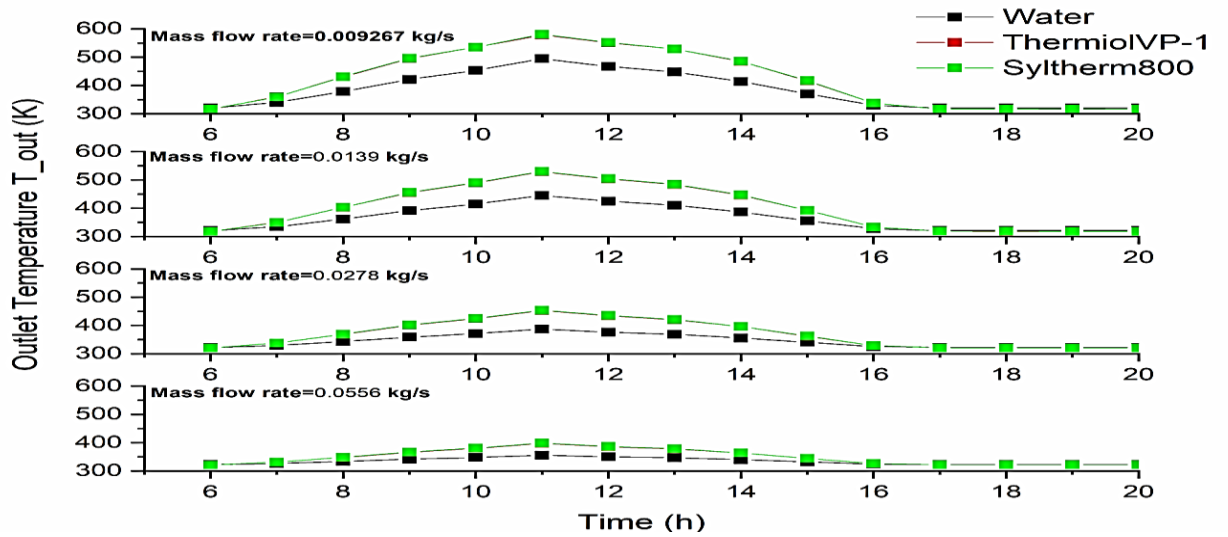 Water
ThermiolVP-1
Syltherm800
Outlet Temperature T_out (K)
Mass flow rate=0.009267 kg/s
600
500
400
300
6 8 10 12 14 16 18 20
Mass flow rate=0.0139 kg/s
600
500
400
300
6 8 10 12 14 16 18 20
Mass flow rate=0.0278 kg/s
600
500
400
300
6 8 10 12 14 16 18 20
Mass flow rate=0.0556 kg/s
600
500
400
300
6 8 10 12 14 16 18 20
Time (h)